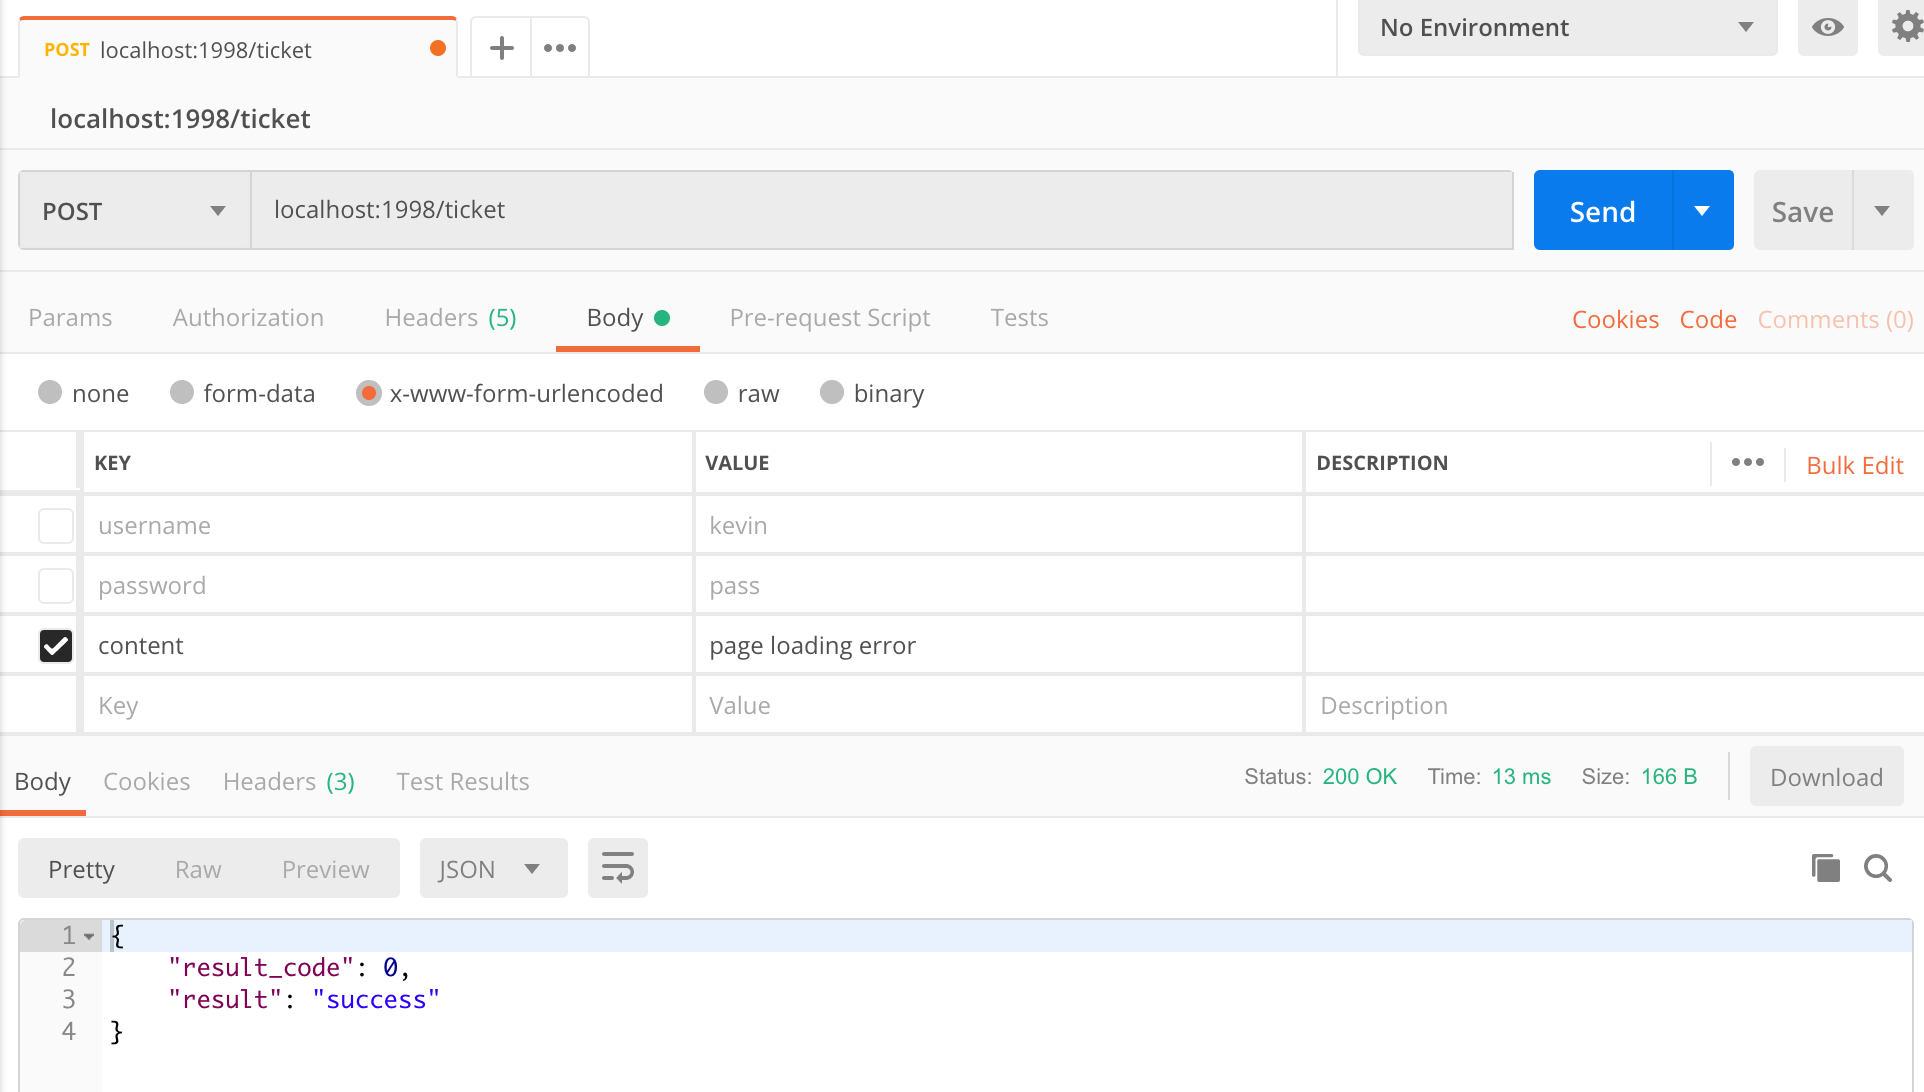 POST localhost:1998/ticket
No Environment
localhost:1998/ticket
POST localhost:1998/ticket Send Save
Params Authorization Headers (5) Body Pre-request Script Tests Cookies Code Comments (0)
none form-data x-www-form-urlencoded raw binary
KEY VALUE DESCRIPTION Bulk Edit
username kevin
password pass
content page loading error
Key Value Description
Body Cookies Headers (3) Test Results Status: 200 OK Time: 13 ms Size: 166 B Download
Pretty Raw Preview JSON
1 {
2 "result_code": 0,
3 "result": "success"
4 }